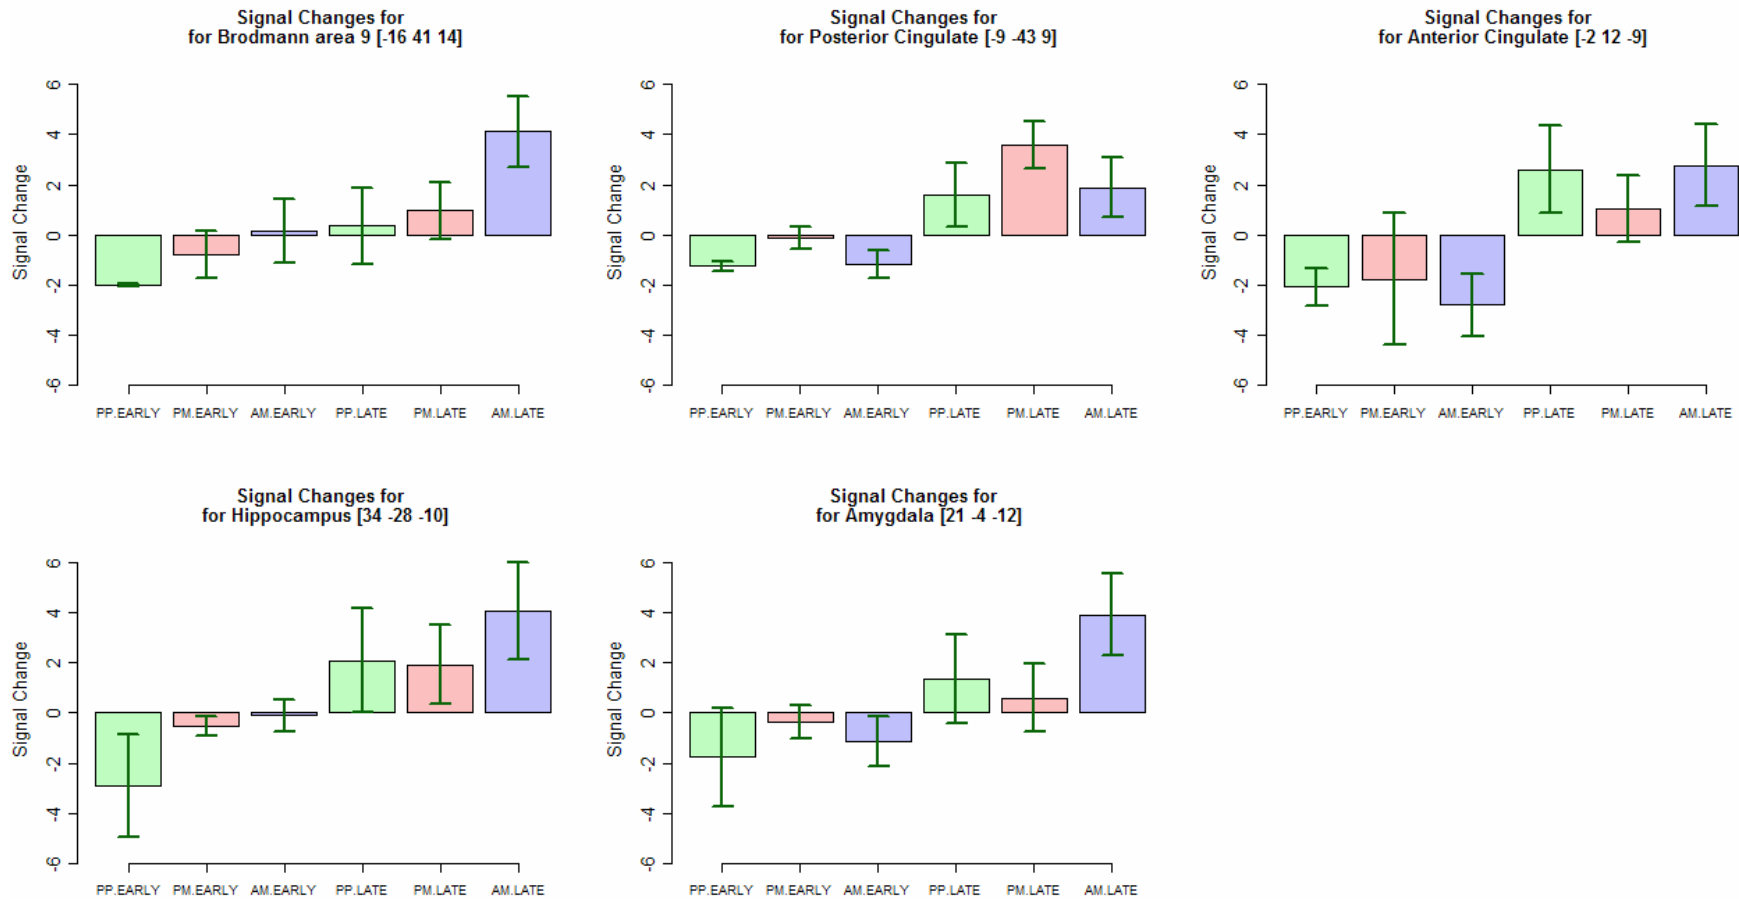 Signal Changes for
for Brodmann area 9 [-16 41 14]
Signal Change
6
4
2
0
-2
-4
-6
PP.EARLY PM.EARLY AM.EARLY PP.LATE PM.LATE AM.LATE
Signal Changes for
for Posterior Cingulate [-9 -43 9]
Signal Change
6
4
2
0
-2
-4
-6
PP.EARLY PM.EARLY AM.EARLY PP.LATE PM.LATE AM.LATE
Signal Changes for
for Anterior Cingulate [-2 12 -9]
Signal Change
6
4
2
0
-2
-4
-6
PP.EARLY PM.EARLY AM.EARLY PP.LATE PM.LATE AM.LATE
Signal Changes for
for Hippocampus [34 -28 -10]
Signal Change
6
4
2
0
-2
-4
-6
PP.EARLY PM.EARLY AM.EARLY PP.LATE PM.LATE AM.LATE
Signal Changes for
for Amygdala [21 -4 -12]
Signal Change
6
4
2
0
-2
-4
-6
PP.EARLY PM.EARLY AM.EARLY PP.LATE PM.LATE AM.LATE